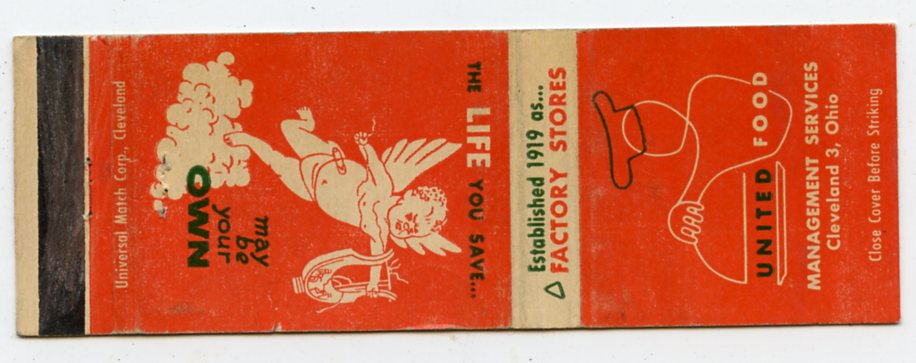 THE LIFE YOU SAVE...
may
be
your
OWN
Universal Match Corp., Cleveland
Established 1919 as...
FACTORY STORES
UNITED FOOD
MANAGEMENT SERVICES
Cleveland 3, Ohio
Close Cover Before Striking